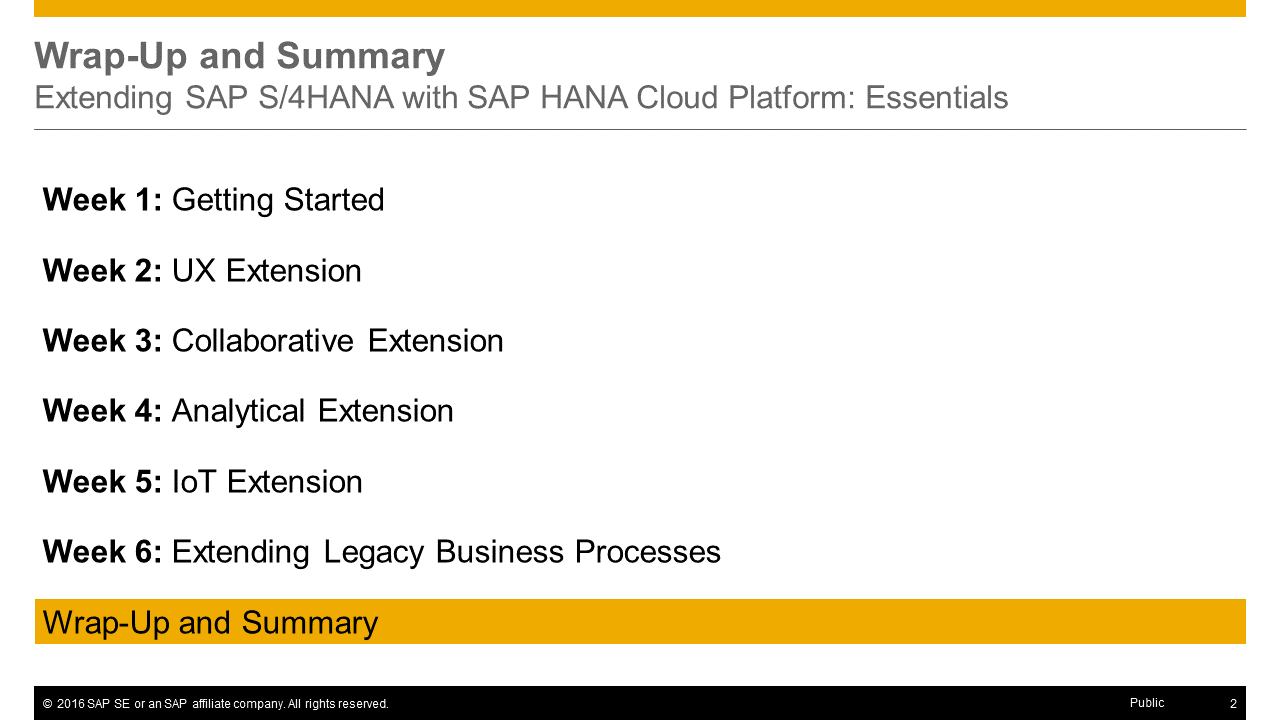 Wrap-Up and Summary
Extending SAP S/4HANA with SAP HANA Cloud Platform: Essentials
Week 1: Getting Started
Week 2: UX Extension
Week 3: Collaborative Extension
Week 4: Analytical Extension
Week 5: IoT Extension
Week 6: Extending Legacy Business Processes
Wrap-Up and Summary
© 2016 SAP SE or an SAP affiliate company. All rights reserved. Public 2